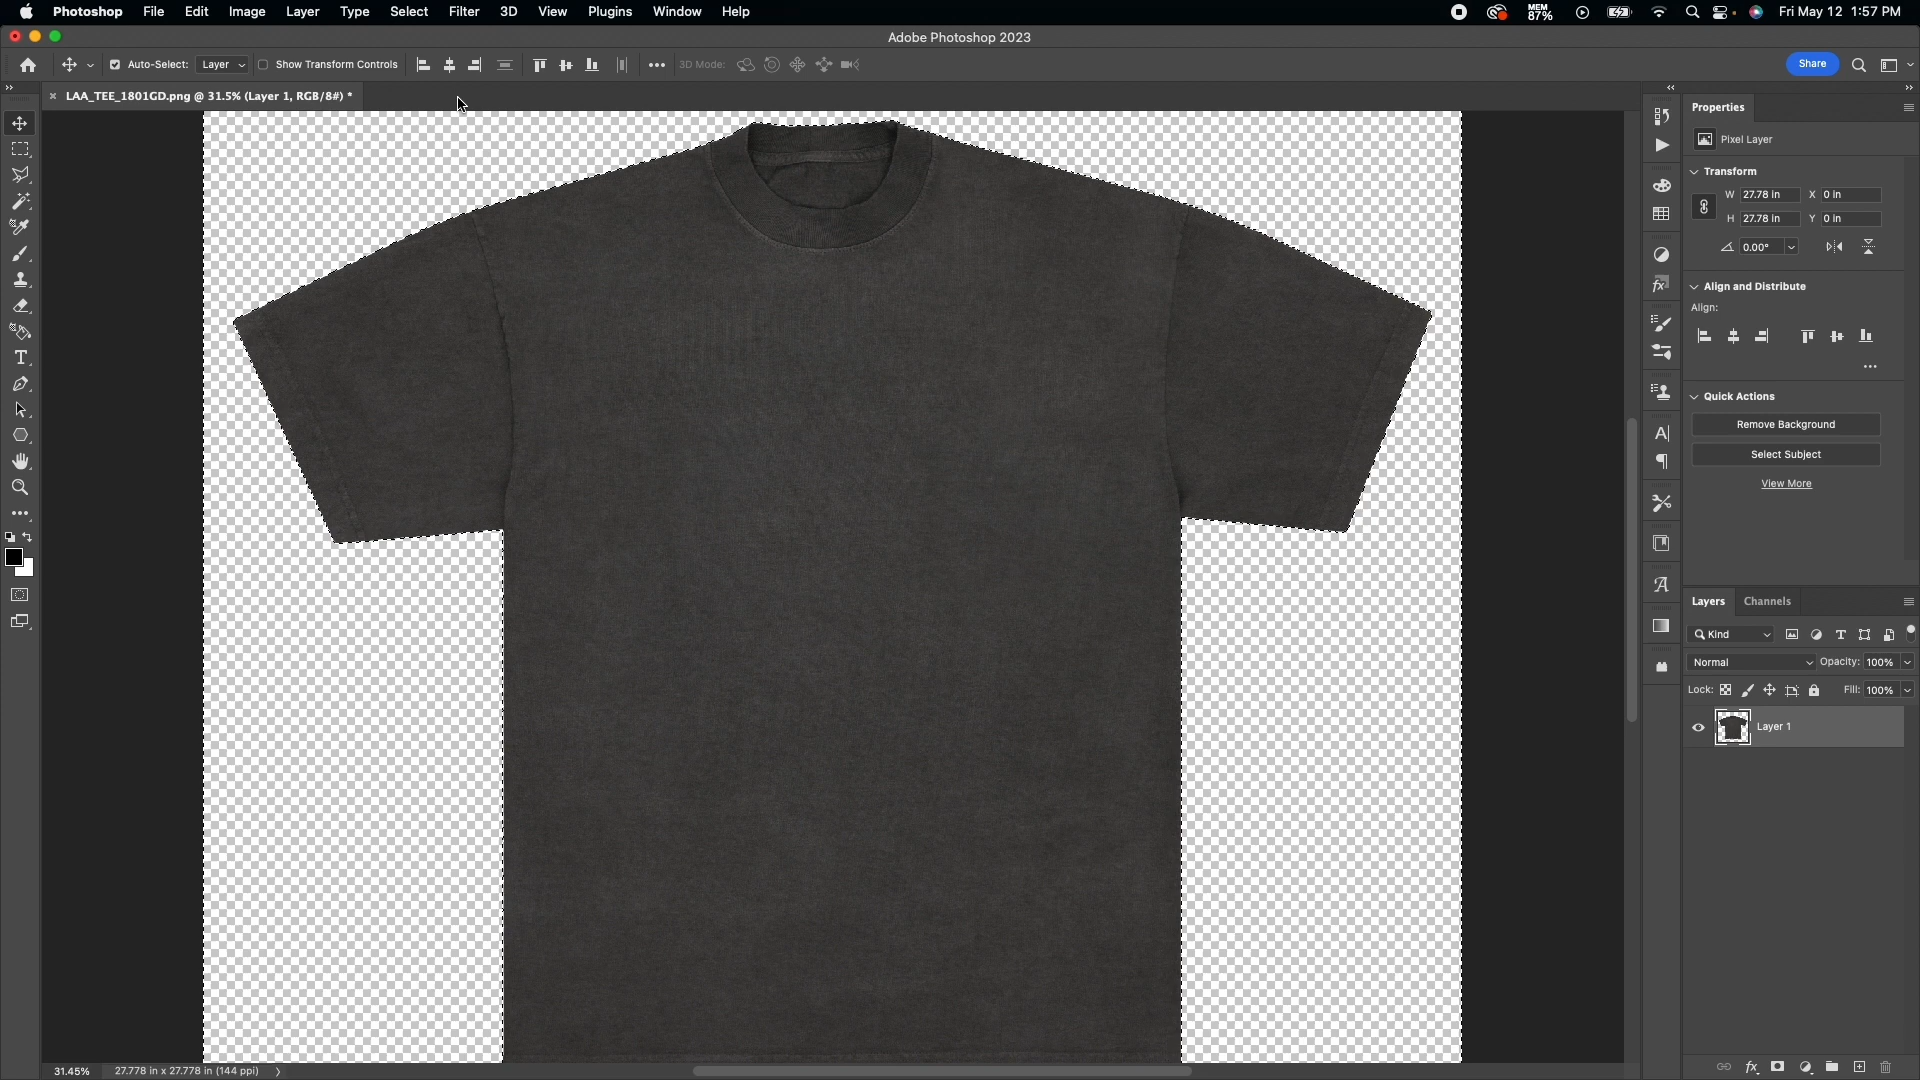 Photoshop File Edit Image Layer Type Select Filter 3D View Plugins Window Help MEM 87% Fri May 12 1:57 PM
Adobe Photoshop 2023
Auto-Select: Layer Show Transform Controls 3D Mode: Share
LAA_TEE_1801GD.png @ 31.5% (Layer 1, RGB/8#) *
Properties
Pixel Layer
Transform
W 27.78 in X 0 in
H 27.78 in Y 0 in
0.00°
Align and Distribute
Align:
Quick Actions
Remove Background
Select Subject
View More
Layers Channels
Kind
Normal Opacity: 100%
Lock: Fill: 100%
Layer 1
31.45% 27.778 in x 27.778 in (144 ppi)